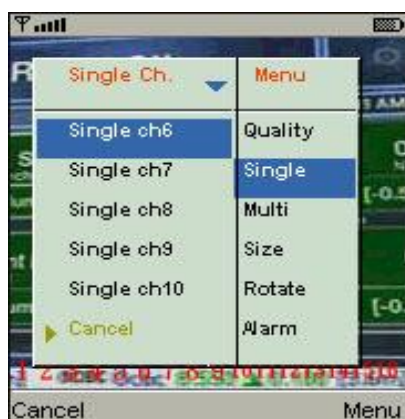 Single Ch. Menu
Single ch6 Quality
Single ch7 Single
Single ch8 Multi
Single ch9 Size
Single ch10 Rotate
Cancel Alarm
Cancel Menu